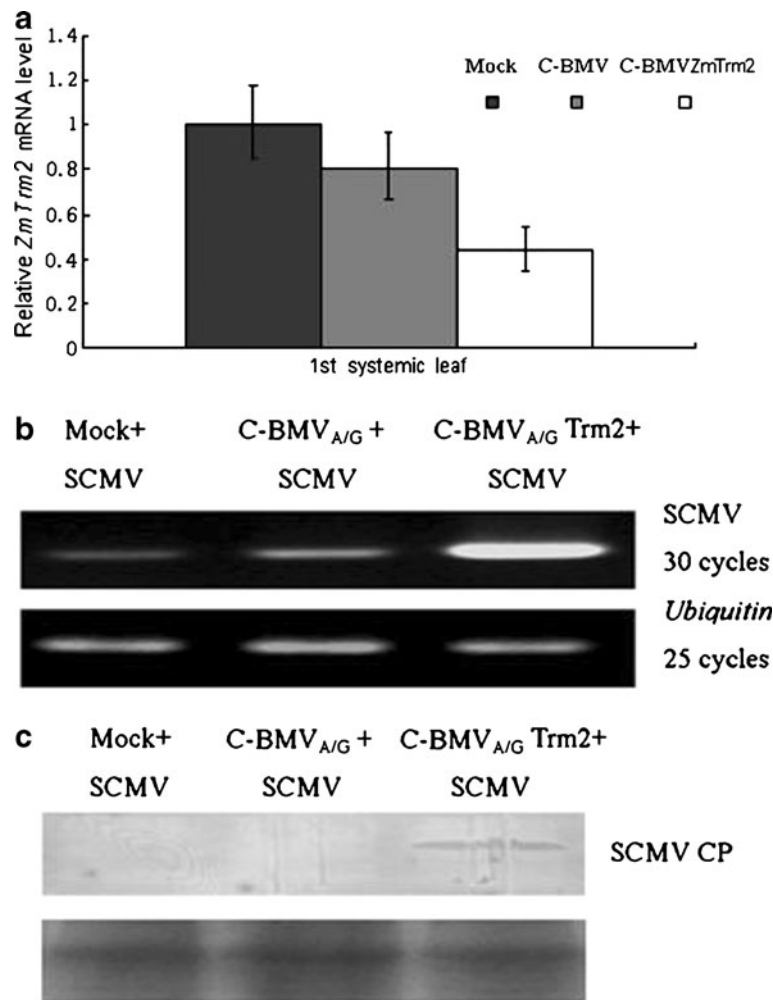 a
Relative ZmTrm2 mRNA level
1.4
1.2
1
0.8
0.6
0.4
0.2
0
Mock C-BMV C-BMVZmTrm2
1st systemic leaf
b
Mock+ C-BMVA/G + C-BMVA/G Trm2+
SCMV SCMV SCMV
SCMV
30 cycles
Ubiquitin
25 cycles
c
Mock+ C-BMVA/G + C-BMVA/G Trm2+
SCMV SCMV SCMV
SCMV CP